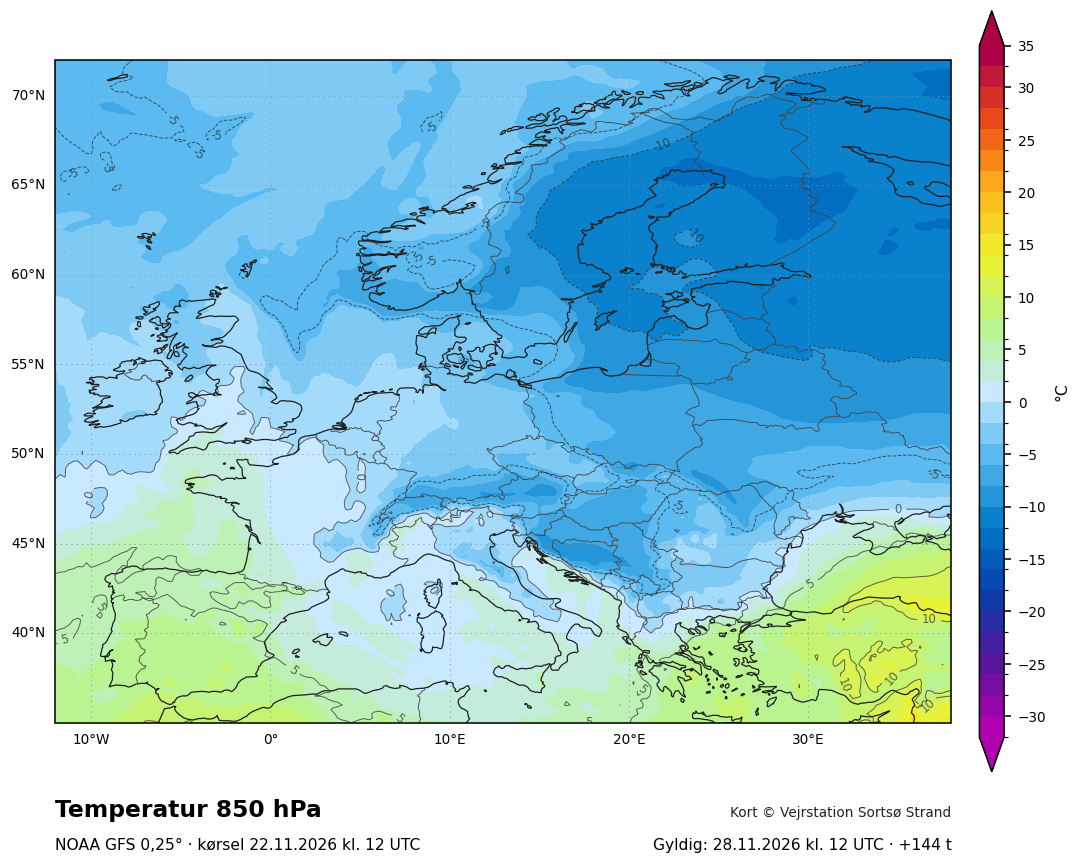 70°N
65°N
60°N
55°N
50°N
45°N
40°N
10°W
0°
10°E
20°E
30°E
35
30
25
20
15
10
5
0
−5
−10
−15
−20
−25
−30
°C
Temperatur 850 hPa
Kort © Vejrstation Sortsø Strand
NOAA GFS 0,25° · kørsel 22.11.2026 kl. 12 UTC
Gyldig: 28.11.2026 kl. 12 UTC · +144 t